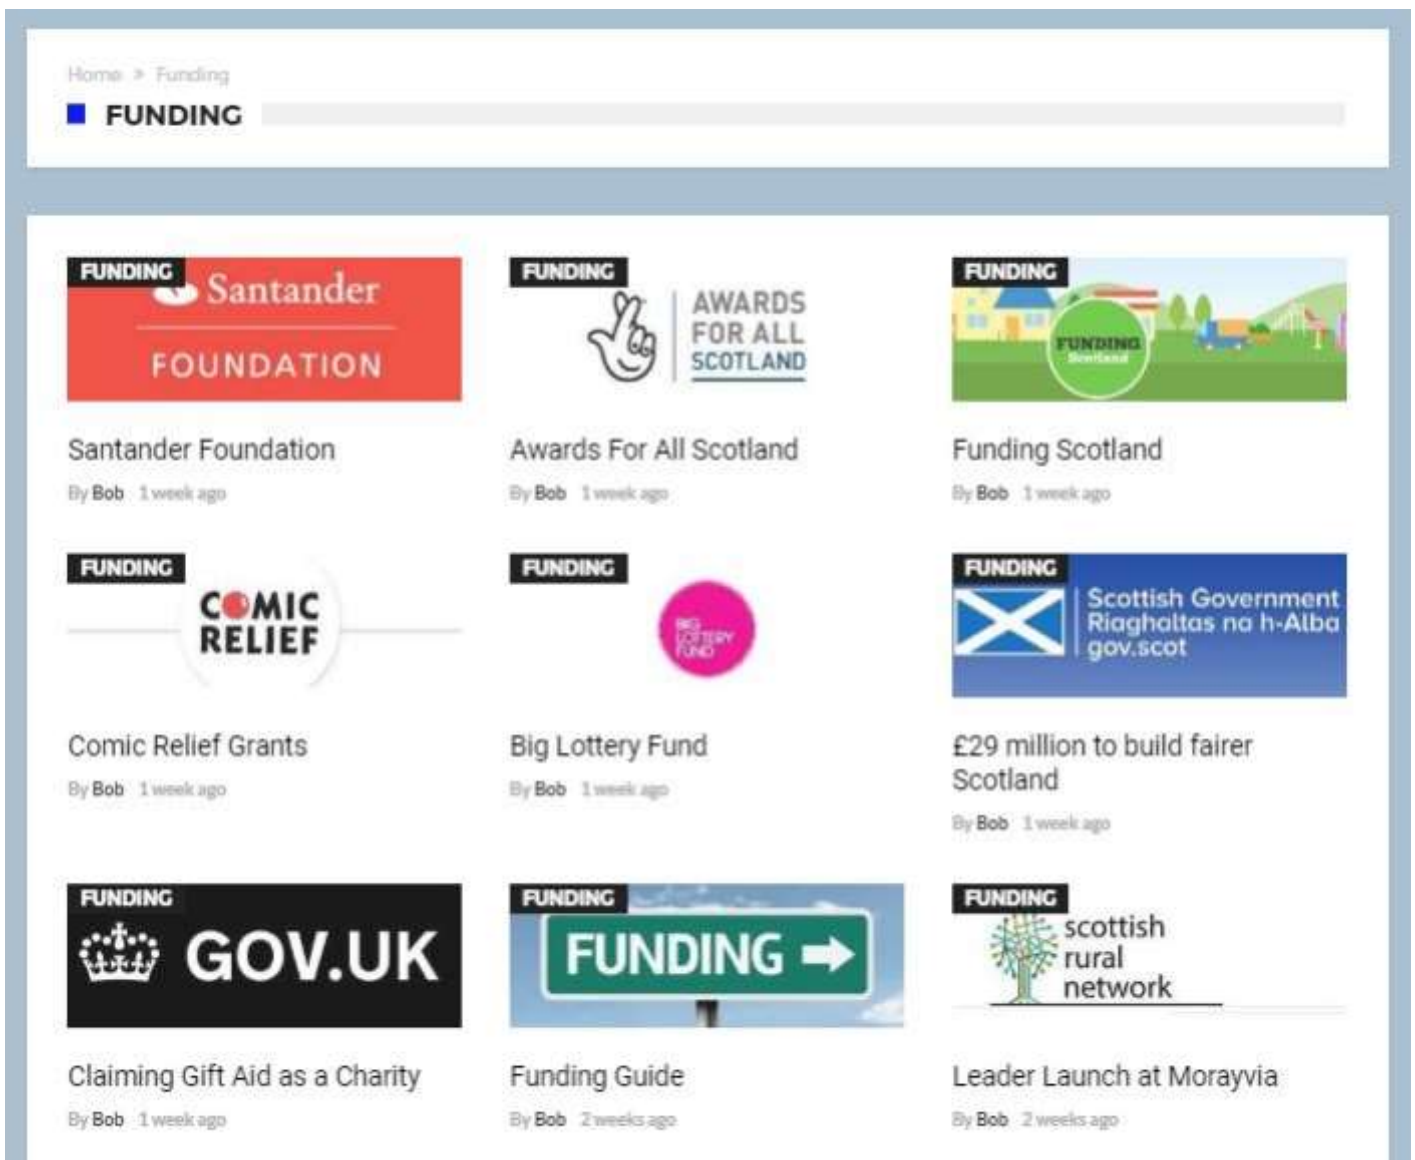 Home » Funding
FUNDING
FUNDING
Santander
FOUNDATION
Santander Foundation
By Bob 1 week ago
FUNDING
AWARDS
FOR ALL
SCOTLAND
Awards For All Scotland
By Bob 1 week ago
FUNDING
FUNDING
Scotland
Funding Scotland
By Bob 1 week ago
FUNDING
COMIC
RELIEF
Comic Relief Grants
By Bob 1 week ago
FUNDING
BIG
LOTTERY
FUND
Big Lottery Fund
By Bob 1 week ago
FUNDING
Scottish Government
Riaghaltas na h-Alba
gov.scot
£29 million to build fairer
Scotland
By Bob 1 week ago
FUNDING
GOV.UK
Claiming Gift Aid as a Charity
By Bob 1 week ago
FUNDING
FUNDING
Funding Guide
By Bob 2 weeks ago
FUNDING
scottish
rural
network
Leader Launch at Morayvia
By Bob 2 weeks ago